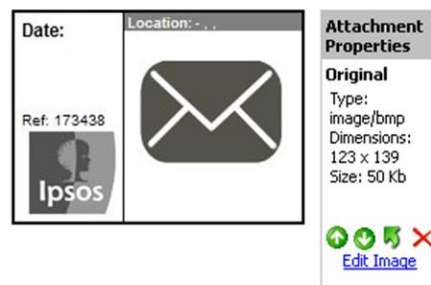 Date:
Location: - , ,
Ref: 173438
Ipsos
Attachment
Properties
Original
Type:
image/bmp
Dimensions:
123 x 139
Size: 50 Kb
Edit Image